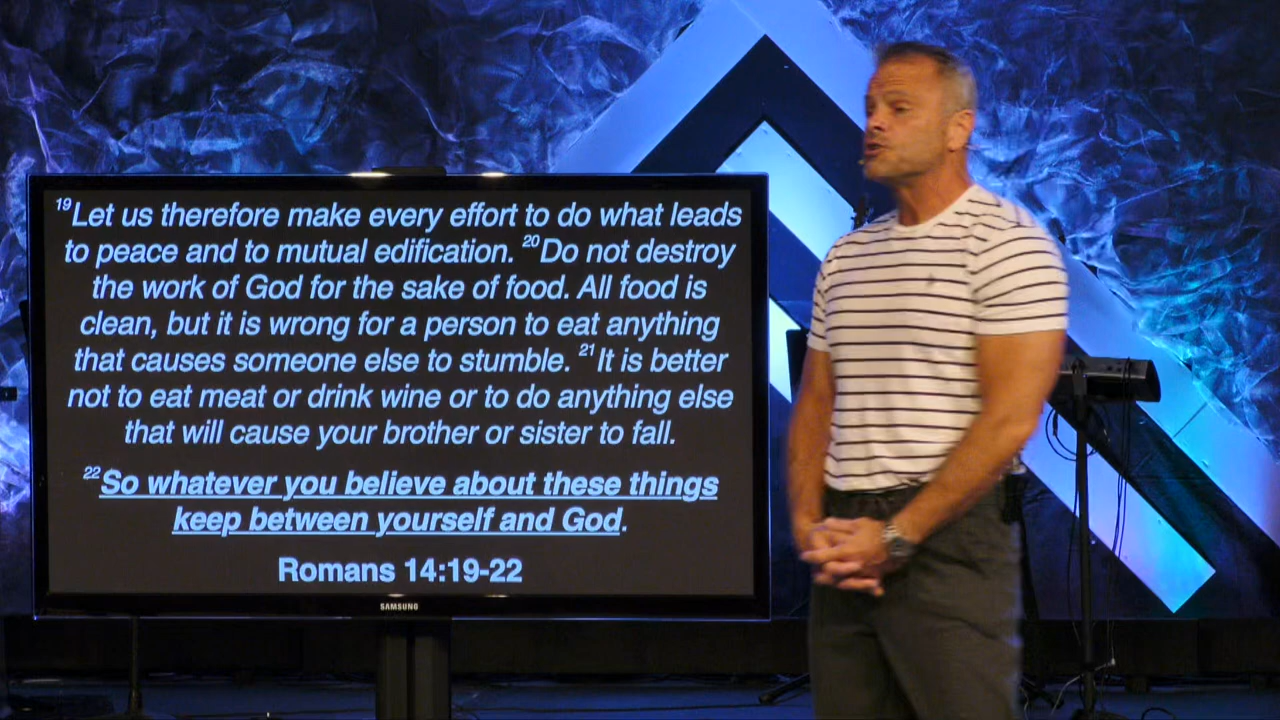 19Let us therefore make every effort to do what leads
to peace and to mutual edification. 20Do not destroy
the work of God for the sake of food. All food is
clean, but it is wrong for a person to eat anything
that causes someone else to stumble. 21It is better
not to eat meat or drink wine or to do anything else
that will cause your brother or sister to fall.
22So whatever you believe about these things
keep between yourself and God.
Romans 14:19-22
SAMSUNG